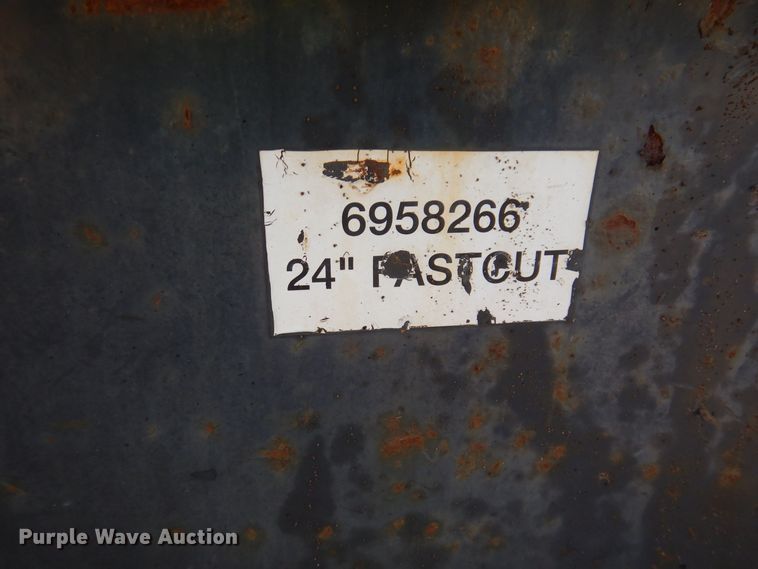 6958266
24" FASTCUT
Purple Wave Auction®